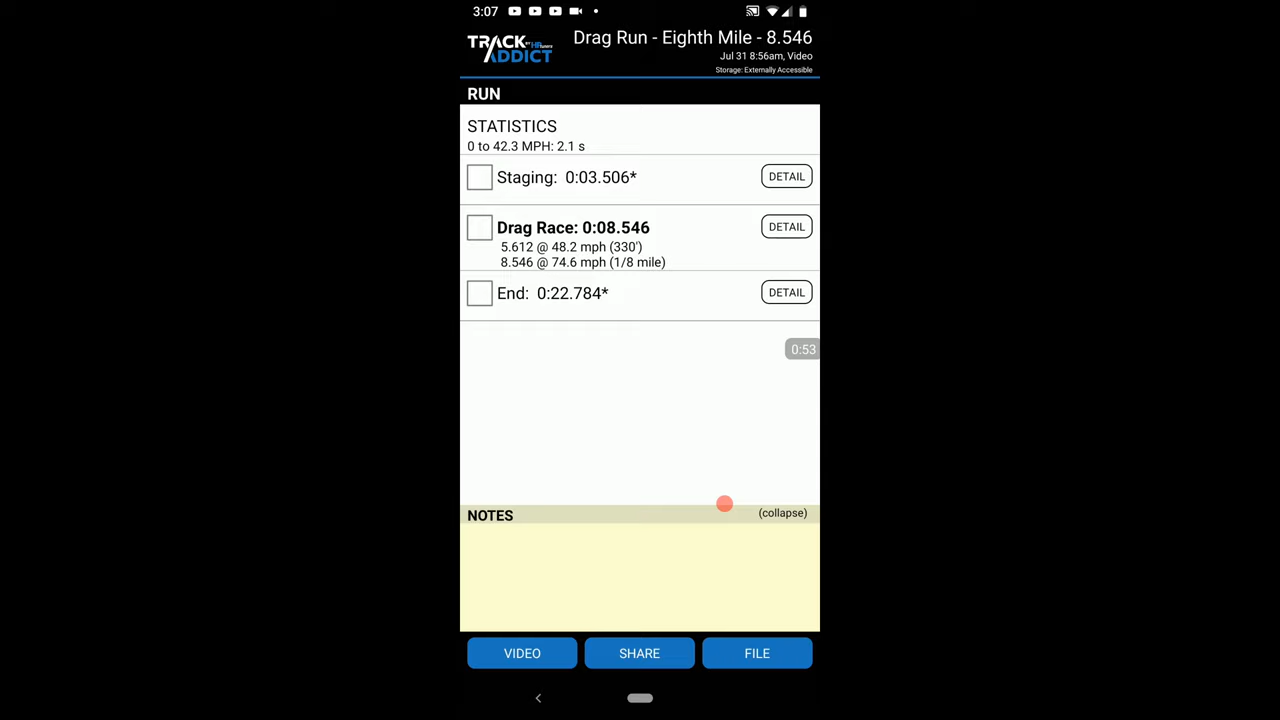 3:07
TRACK BY HP tuners
ADDICT
Drag Run - Eighth Mile - 8.546
Jul 31 8:56am, Video
Storage: Externally Accessible
RUN
STATISTICS
0 to 42.3 MPH: 2.1 s
Staging: 0:03.506* DETAIL
Drag Race: 0:08.546 DETAIL
5.612 @ 48.2 mph (330')
8.546 @ 74.6 mph (1/8 mile)
End: 0:22.784* DETAIL
0:53
NOTES (collapse)
VIDEO SHARE FILE